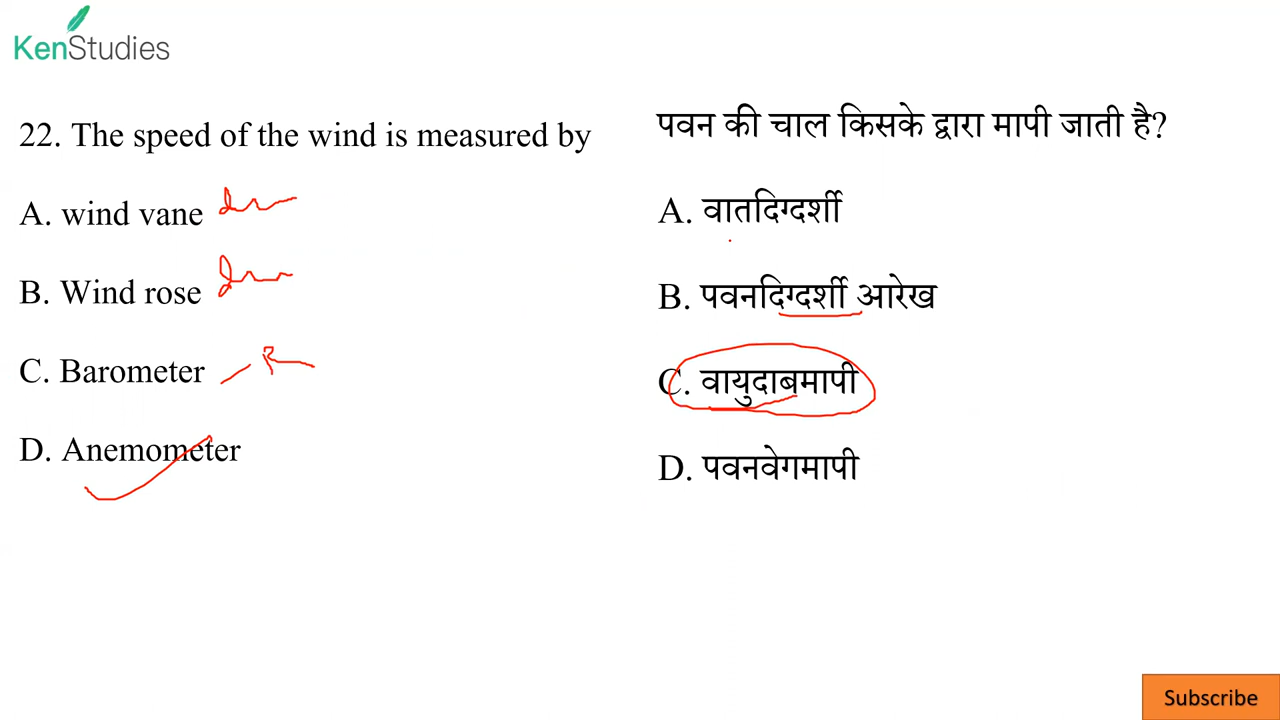 KenStudies
22. The speed of the wind is measured by
A. wind vane
B. Wind rose
C. Barometer
D. Anemometer
पवन की चाल किसके द्वारा मापी जाती है?
A. वातदिग्दर्शी
B. पवनदिग्दर्शी आरेख
C. वायुदाबमापी
D. पवनवेगमापी
Subscribe